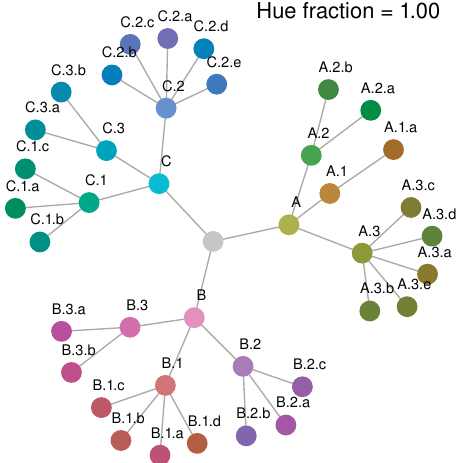 Hue fraction = 1.00
C.2.c
C.2.a
C.2.d
C.2.b
C.2.e
C.2
C.3.b
C.3.a
C.3
C.1.c
C
C.1.a
C.1
C.1.b
A.2.b
A.2.a
A.2
A.1.a
A.1
A
A.3.c
A.3.d
A.3
A.3.a
A.3.b
A.3.e
B
B.3.a
B.3
B.3.b
B.2
B.1
B.2.c
B.1.c
B.2.a
B.2.b
B.1.b
B.1.a
B.1.d